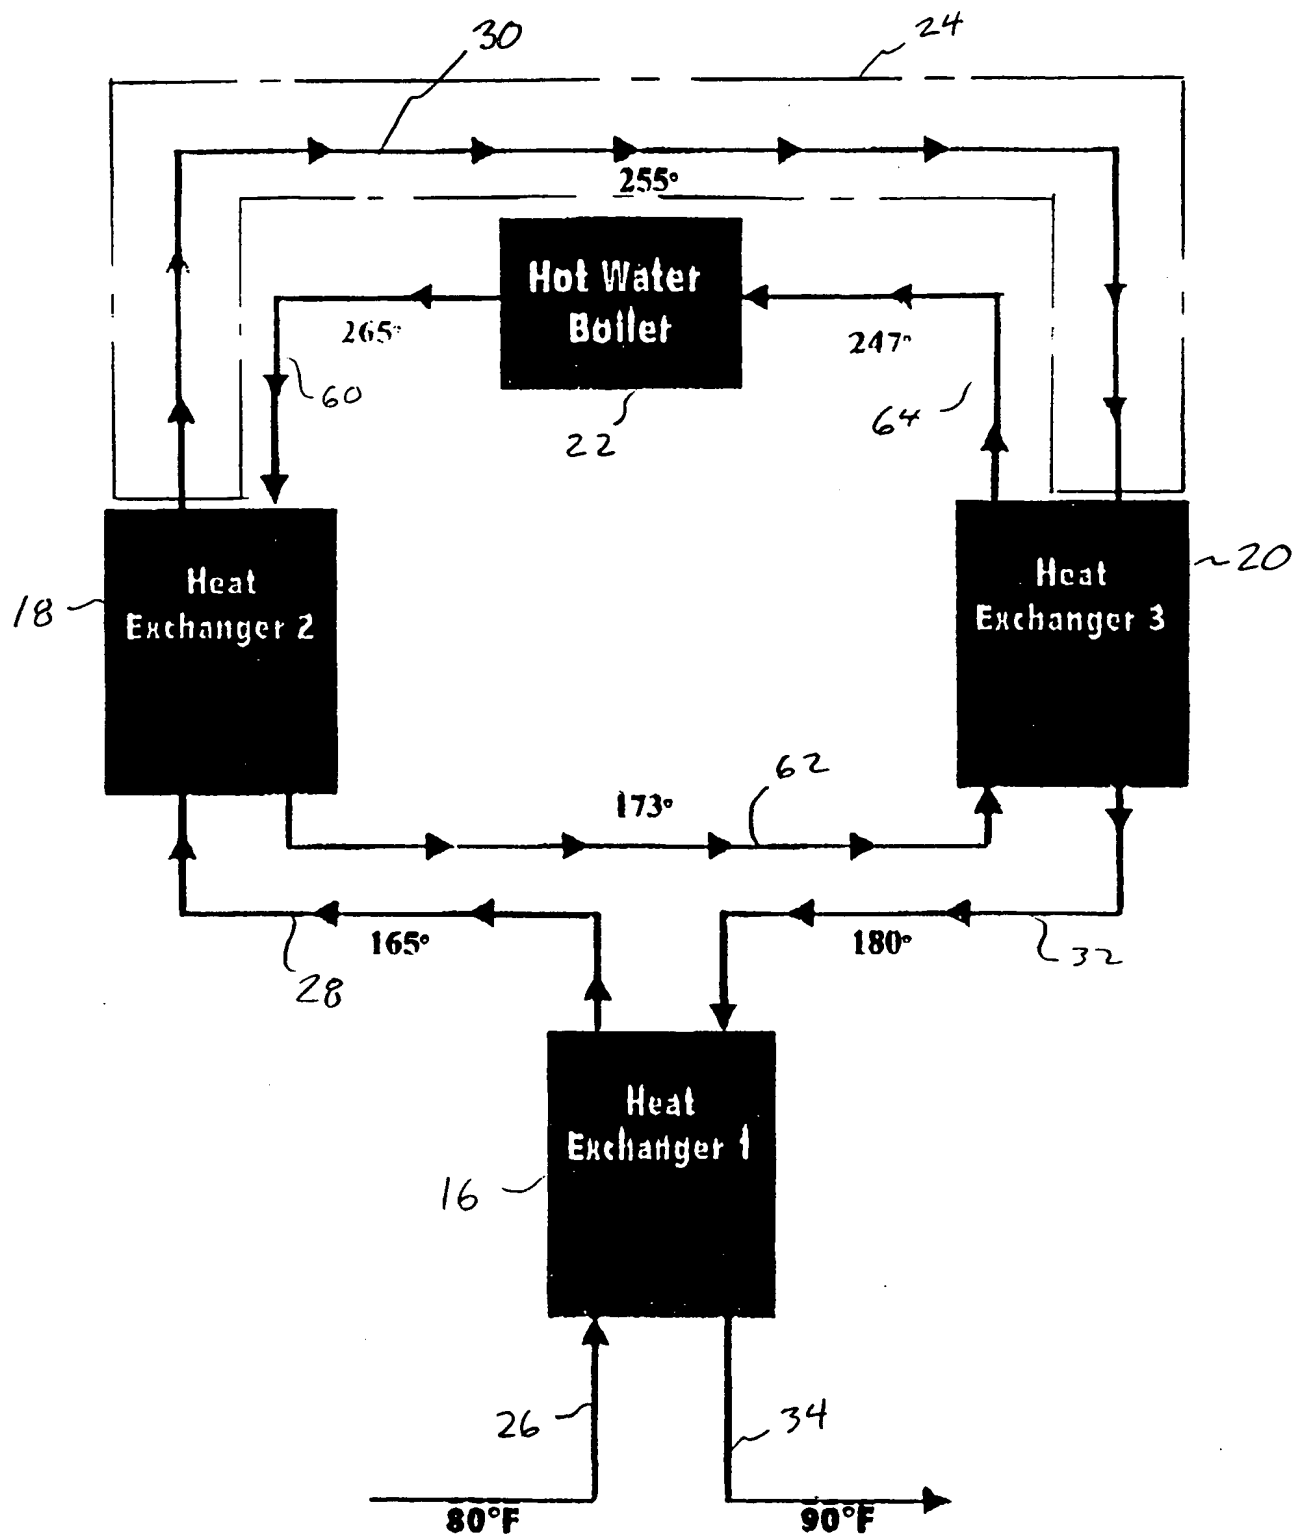 30
24
255°
Hot Water
Boiler
265°
247°
60
64
22
Heat
Exchanger 2
18
Heat
Exchanger 3
20
62
173°
165°
180°
28
32
Heat
Exchanger 1
16
26
34
80°F
90°F